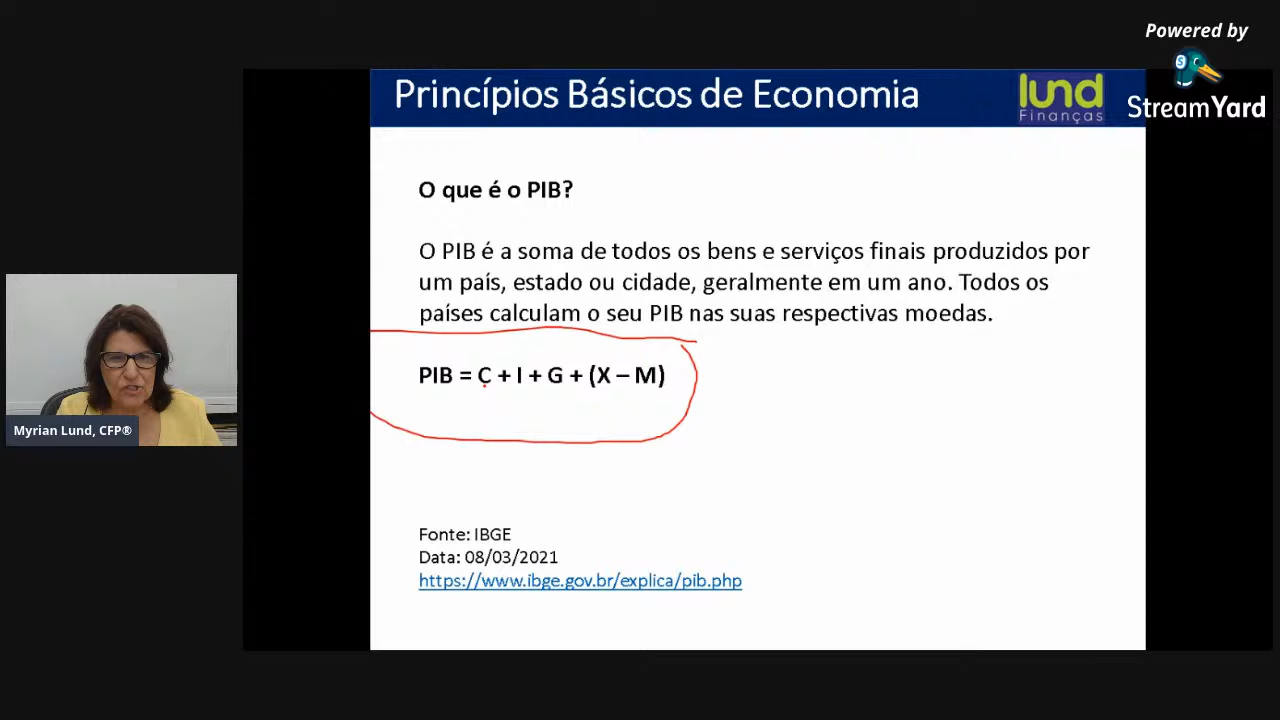 Powered by
StreamYard
Princípios Básicos de Economia
lund
Finanças
O que é o PIB?
O PIB é a soma de todos os bens e serviços finais produzidos por
um país, estado ou cidade, geralmente em um ano. Todos os
países calculam o seu PIB nas suas respectivas moedas.
PIB = C + I + G + (X – M)
Myrian Lund, CFP®
Fonte: IBGE
Data: 08/03/2021
https://www.ibge.gov.br/explica/pib.php